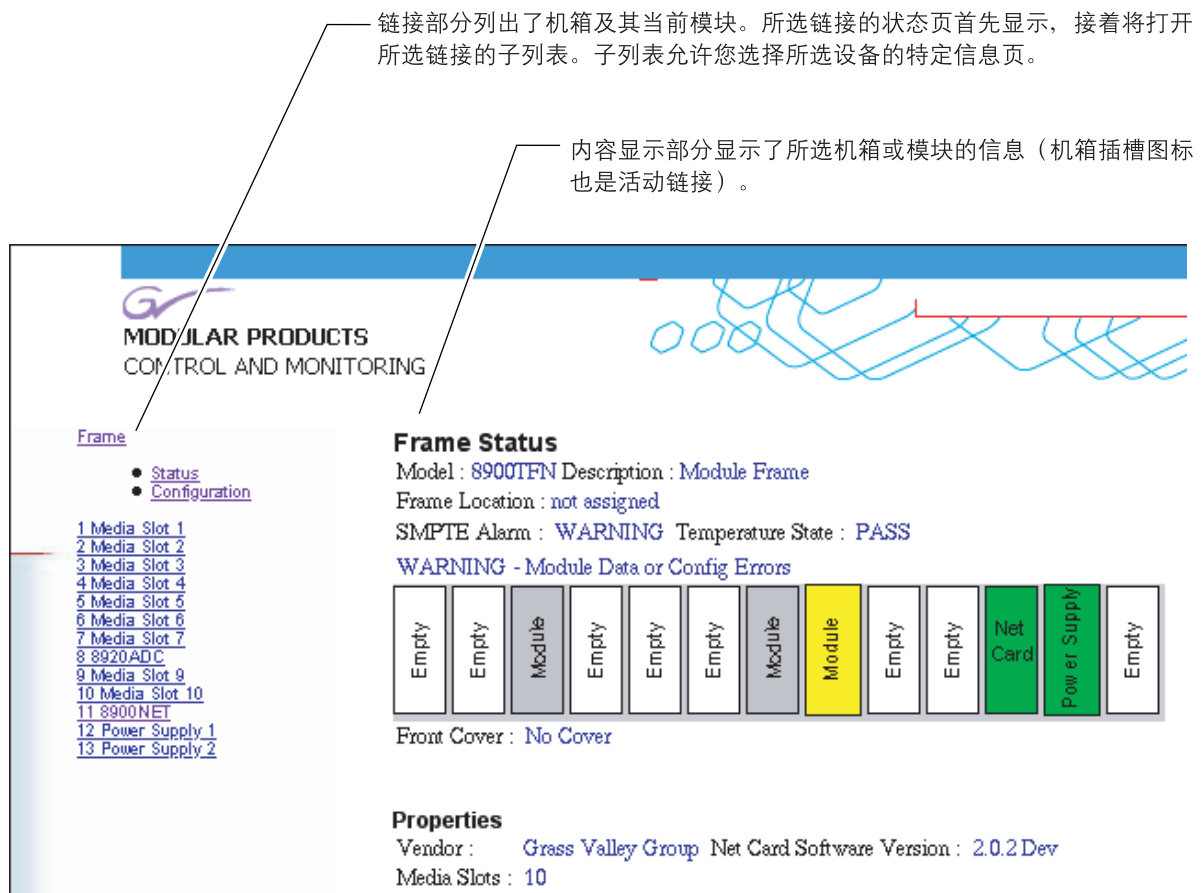 链接部分列出了机箱及其当前模块。所选链接的状态页首先显示，接着将打开
所选链接的子列表。子列表允许您选择所选设备的特定信息页。
内容显示部分显示了所选机箱或模块的信息（机箱插槽图标
也是活动链接）。
MODULAR PRODUCTS
CONTROL AND MONITORING
Frame
Status
Configuration
1 Media Slot 1
2 Media Slot 2
3 Media Slot 3
4 Media Slot 4
5 Media Slot 5
6 Media Slot 6
7 Media Slot 7
8 8920ADC
9 Media Slot 9
10 Media Slot 10
11 8900NET
12 Power Supply 1
13 Power Supply 2
Frame Status
Model : 8900TFN Description : Module Frame
Frame Location : not assigned
SMPTE Alarm : WARNING Temperature State : PASS
WARNING - Module Data or Config Errors
Empty
Empty
Module
Empty
Empty
Empty
Module
Module
Empty
Empty
Net
Card
Power Supply
Empty
Front Cover : No Cover
Properties
Vendor : Grass Valley Group Net Card Software Version : 2.0.2 Dev
Media Slots : 10